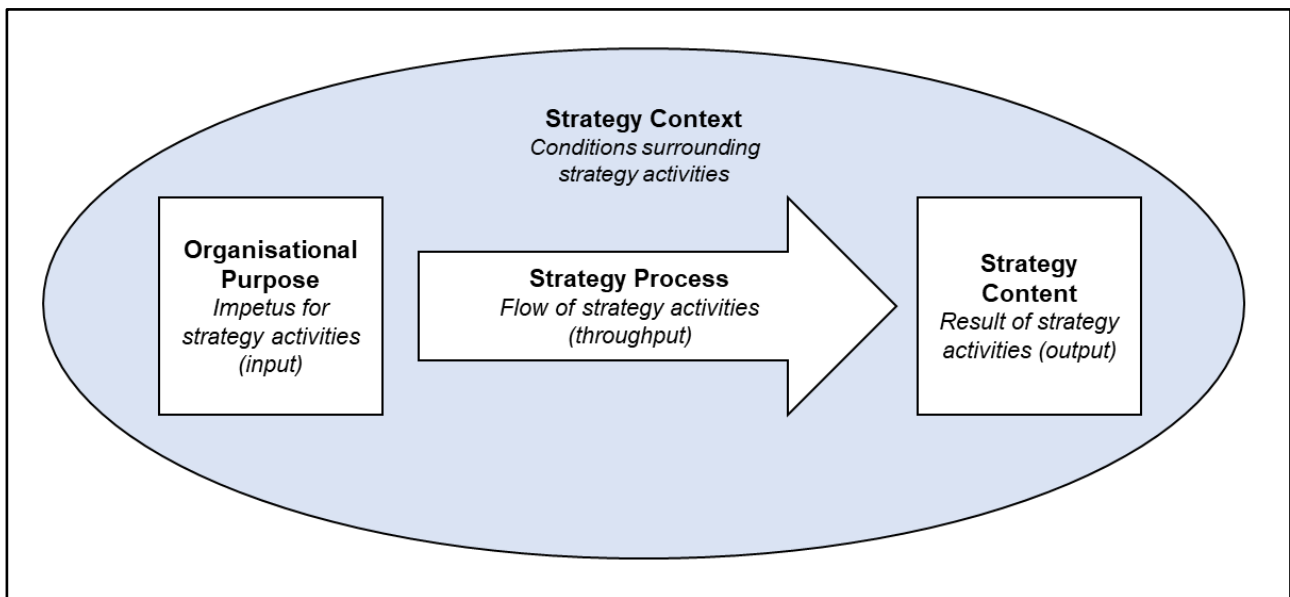 Strategy Context
Conditions surrounding
strategy activities
Organisational
Purpose
Impetus for
strategy activities
(input)
Strategy Process
Flow of strategy activities
(throughput)
Strategy
Content
Result of strategy
activities (output)